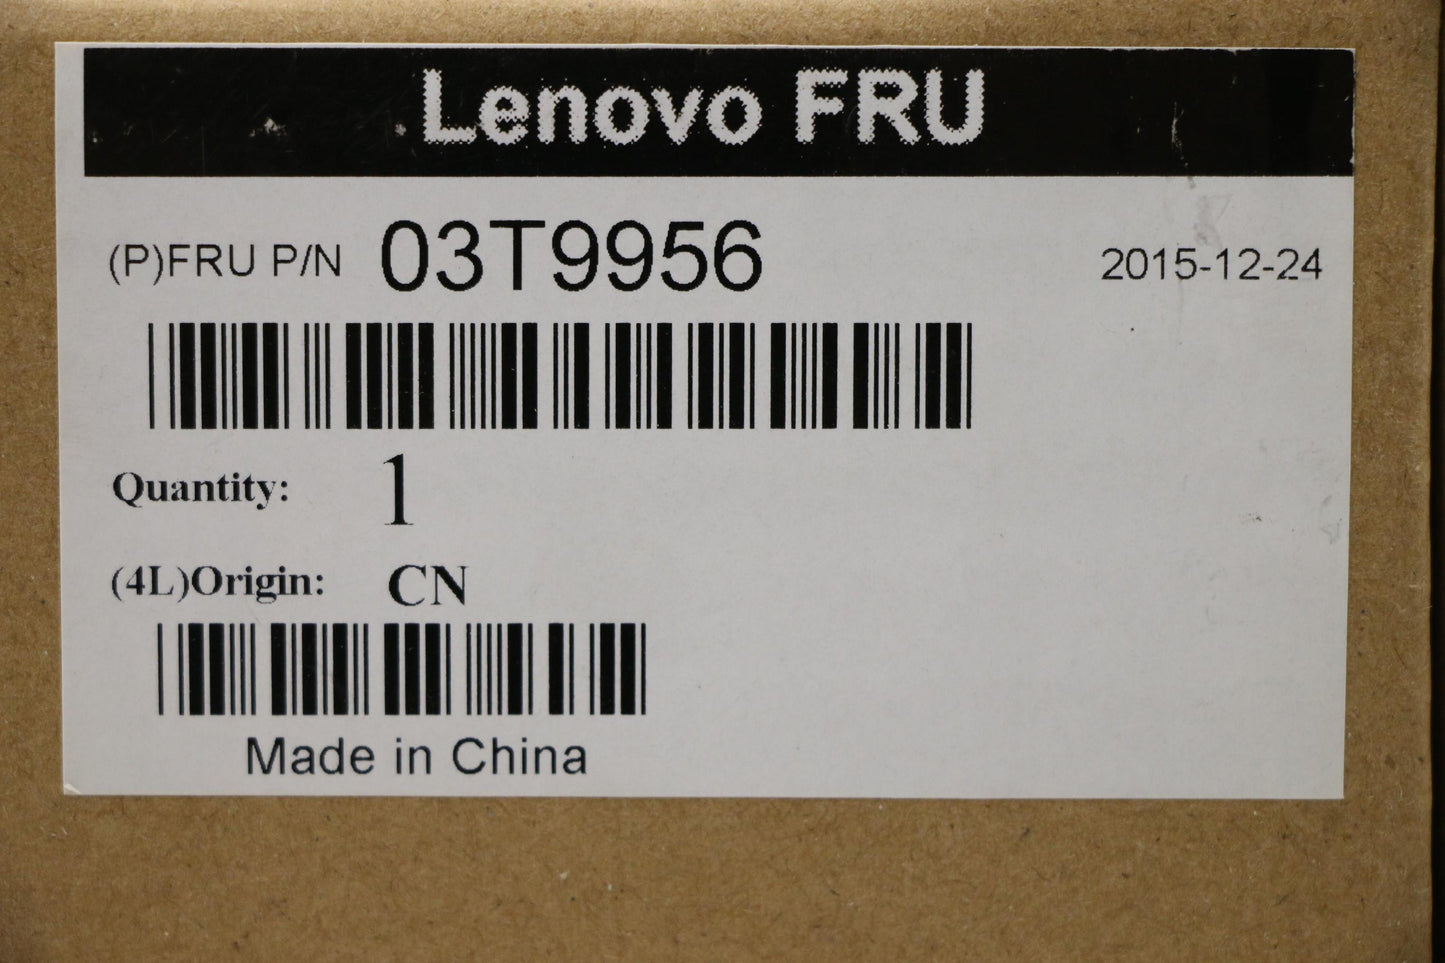 Lenovo FRU
(P)FRU P/N 03T9956 2015-12-24
Quantity: 1
(4L)Origin: CN
Made in China